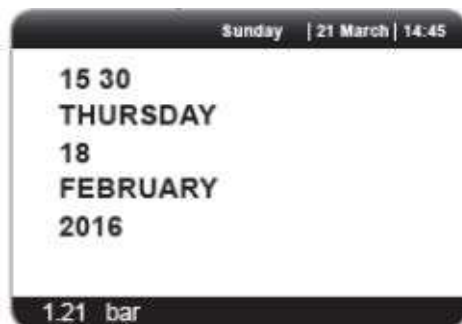 Sunday | 21 March | 14:45
15 30
THURSDAY
18
FEBRUARY
2016
1.21 bar